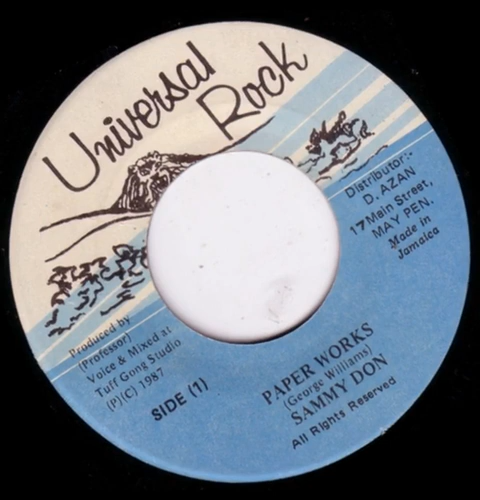 Universal
Rock
Distributor:-
D. AZAN
17 Main Street,
MAY PEN.
Made in
Jamaica
Produced by
(Professor)
Voice & Mixed at
Tuff Gong Studio
(P)(C) 1987
SIDE (1)
PAPER WORKS
(George Williams)
SAMMY DON
All Rights Reserved